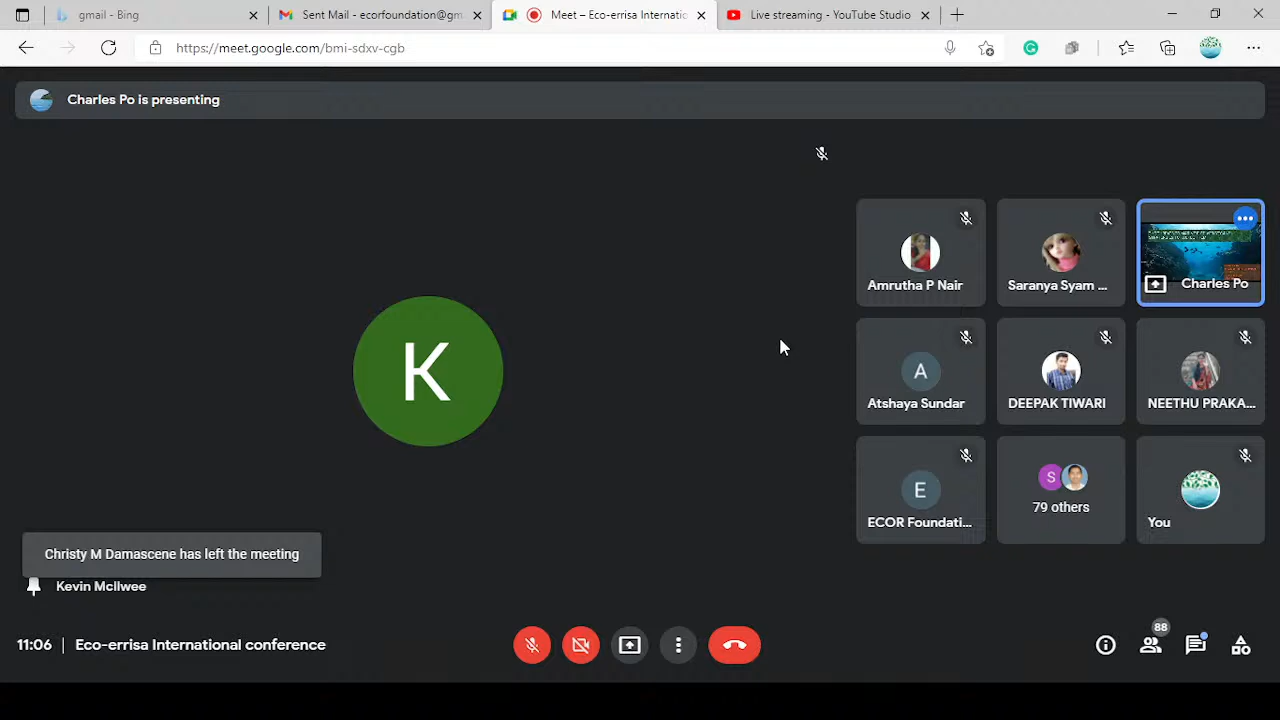 gmail - Bing
Sent Mail - ecorfoundation@gm
Meet – Eco-errisa Internatio
Live streaming - YouTube Studio
https://meet.google.com/bmi-sdxv-cgb
Charles Po is presenting
Amrutha P Nair
Saranya Syam ...
Charles Po
A
Atshaya Sundar
DEEPAK TIWARI
NEETHU PRAKA...
K
E
ECOR Foundati...
S
79 others
You
Christy M Damascene has left the meeting
Kevin McIlwee
11:06 | Eco-errisa International conference
88